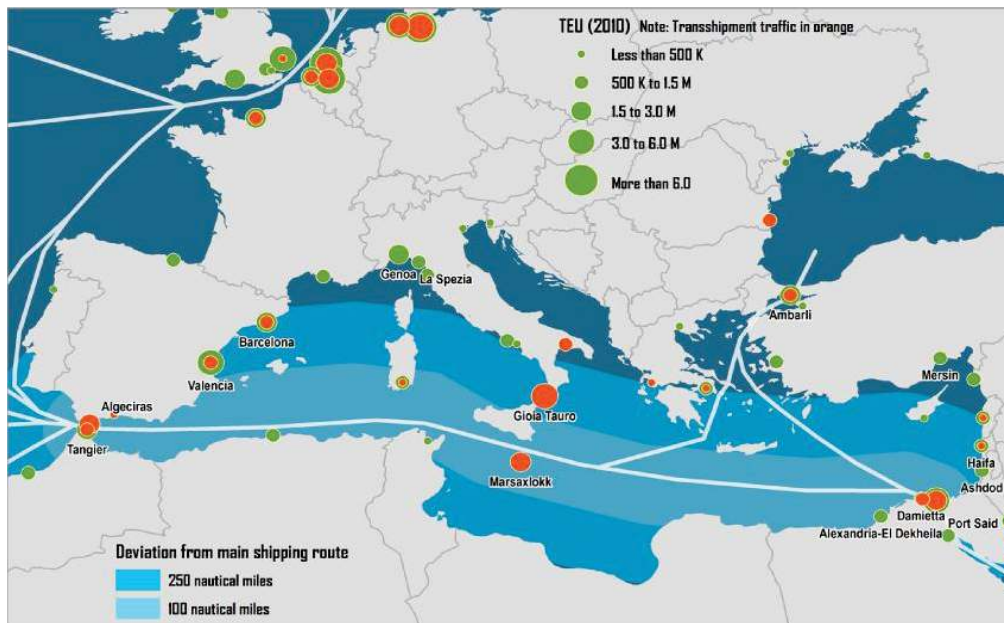 TEU (2010) Note: Transshipment traffic in orange
Less than 500 K
500 K to 1.5 M
1.5 to 3.0 M
3.0 to 6.0 M
More than 6.0
Genoa
La Spezia
Ambarli
Barcelona
Valencia
Mersin
Algeciras
Gioia Tauro
Tangier
Marsaxlokk
Haifa
Ashdod
Damietta
Port Said
Alexandria-El Dekheila
Deviation from main shipping route
250 nautical miles
100 nautical miles